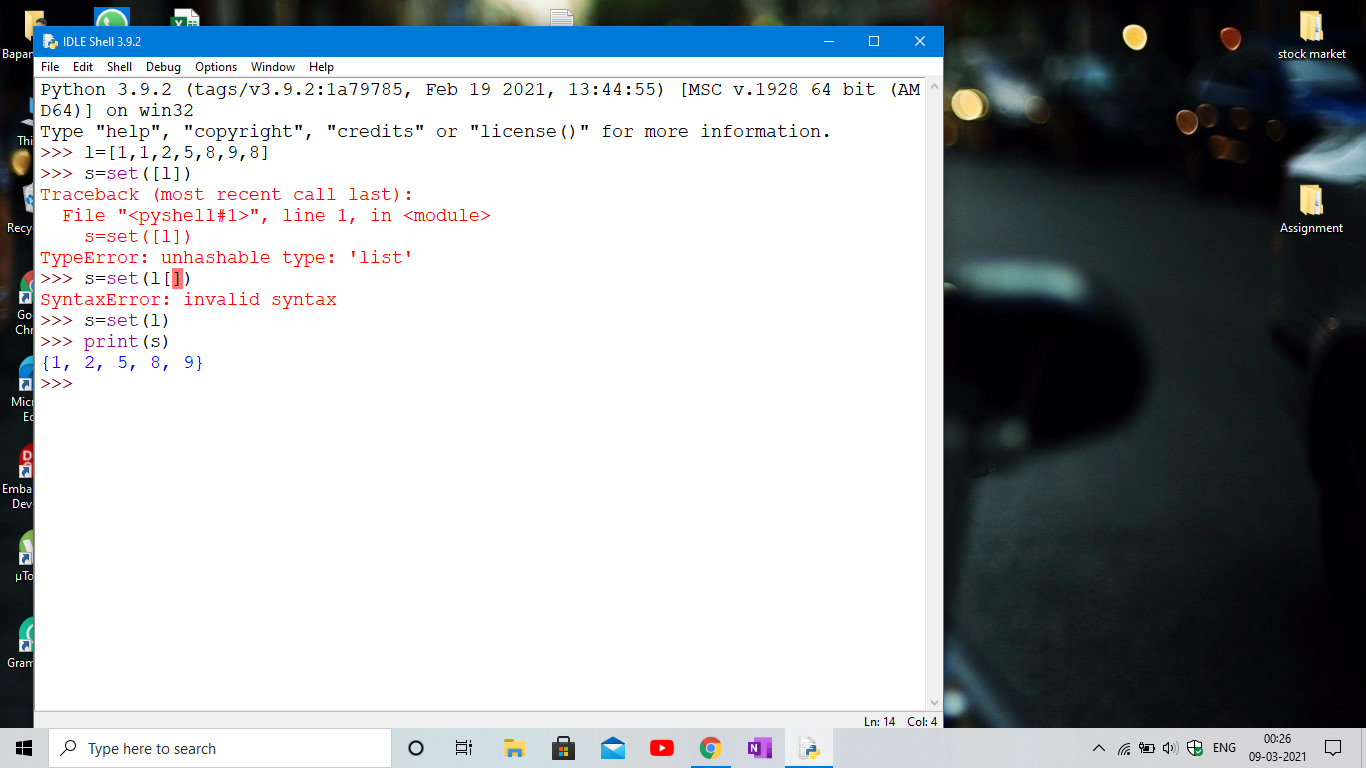 Bapan
IDLE Shell 3.9.2
File Edit Shell Debug Options Window Help
Python 3.9.2 (tags/v3.9.2:1a79785, Feb 19 2021, 13:44:55) [MSC v.1928 64 bit (AM
D64)] on win32
Type "help", "copyright", "credits" or "license()" for more information.
>>> l=[1,1,2,5,8,9,8]
>>> s=set([l])
Traceback (most recent call last):
  File "<pyshell#1>", line 1, in <module>
    s=set([l])
TypeError: unhashable type: 'list'
>>> s=set(l[])
SyntaxError: invalid syntax
>>> s=set(l)
>>> print(s)
{1, 2, 5, 8, 9}
>>>
Ln: 14 Col: 4
Thi
Recy
Go
Chr
Mic
Ed
Emba
Dev
µTo
Gram
stock market
Assignment
Type here to search
ENG
00:26
09-03-2021